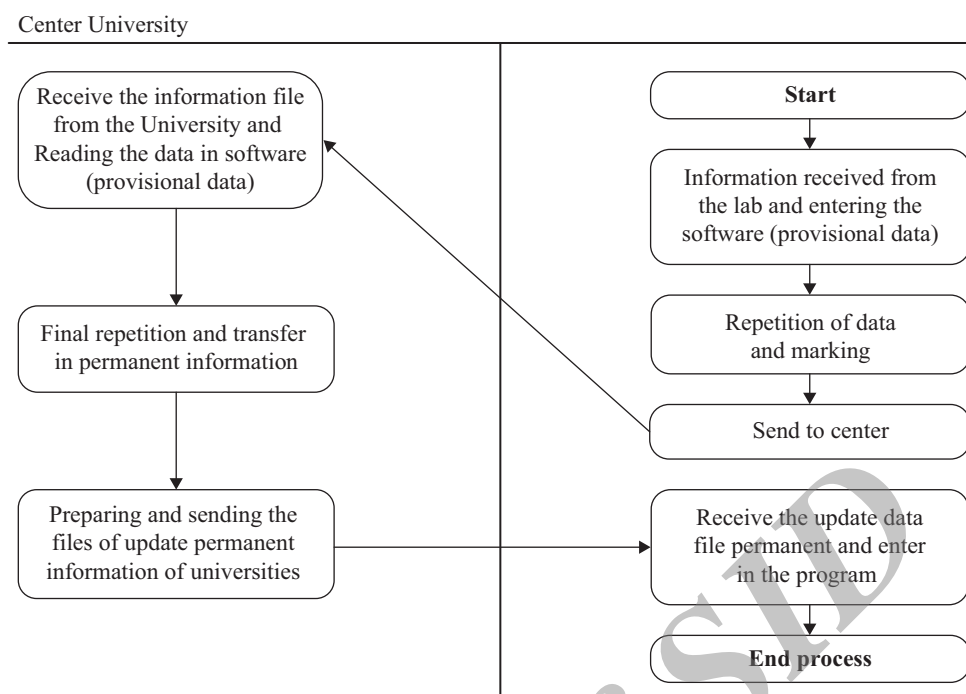 Center University
Receive the information file
from the University and
Reading the data in software
(provisional data)
Final repetition and transfer
in permanent information
Preparing and sending the
files of update permanent
information of universities
Start
Information received from
the lab and entering the
software (provisional data)
Repetition of data
and marking
Send to center
Receive the update data
file permanent and enter
in the program
End process
SID